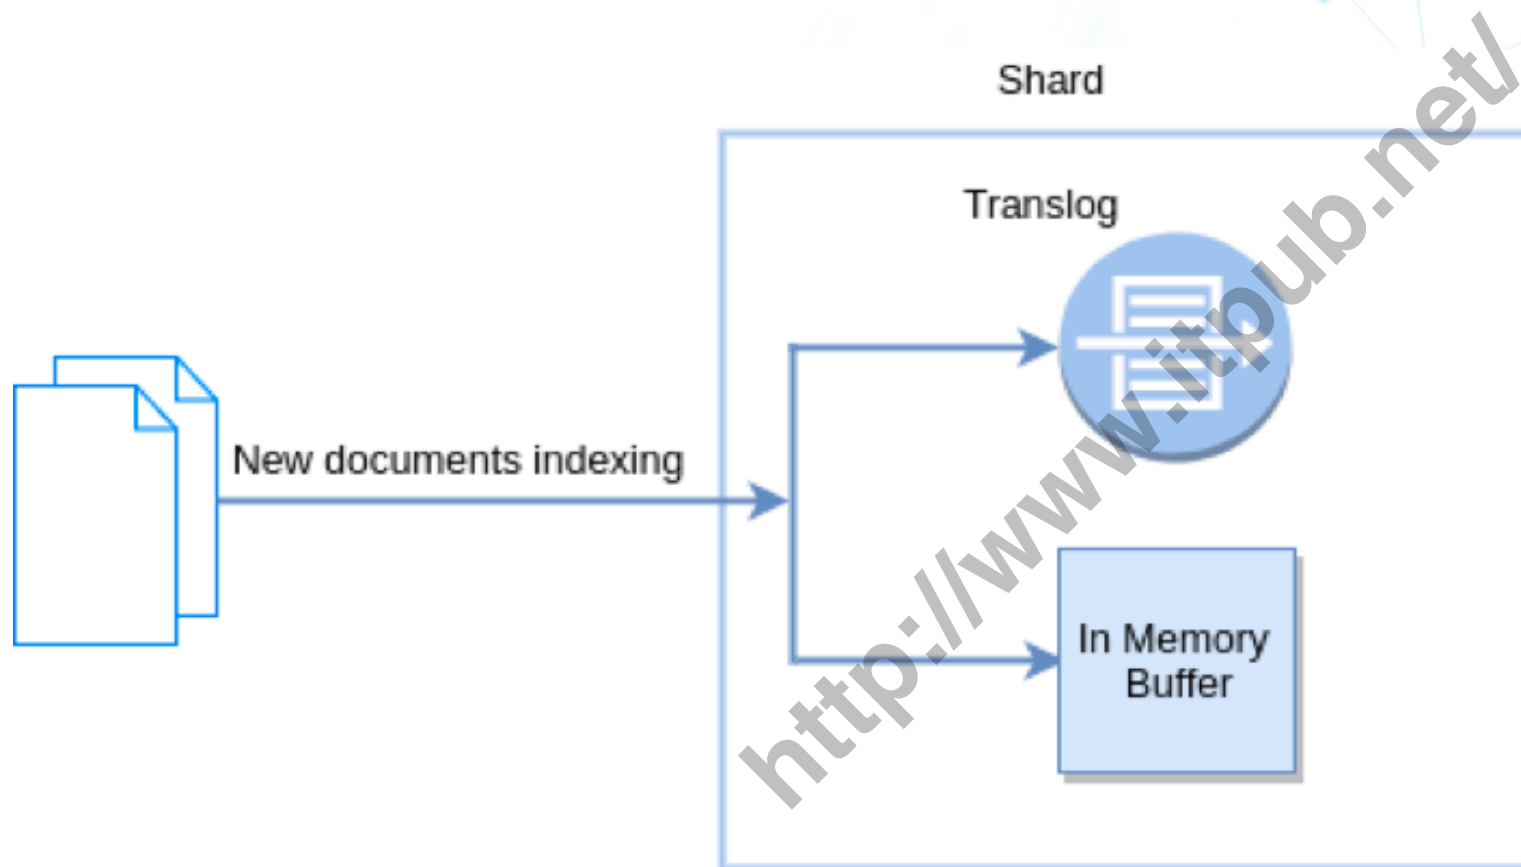 Shard
Translog
New documents indexing
In Memory
Buffer
http://www.itpub.net/